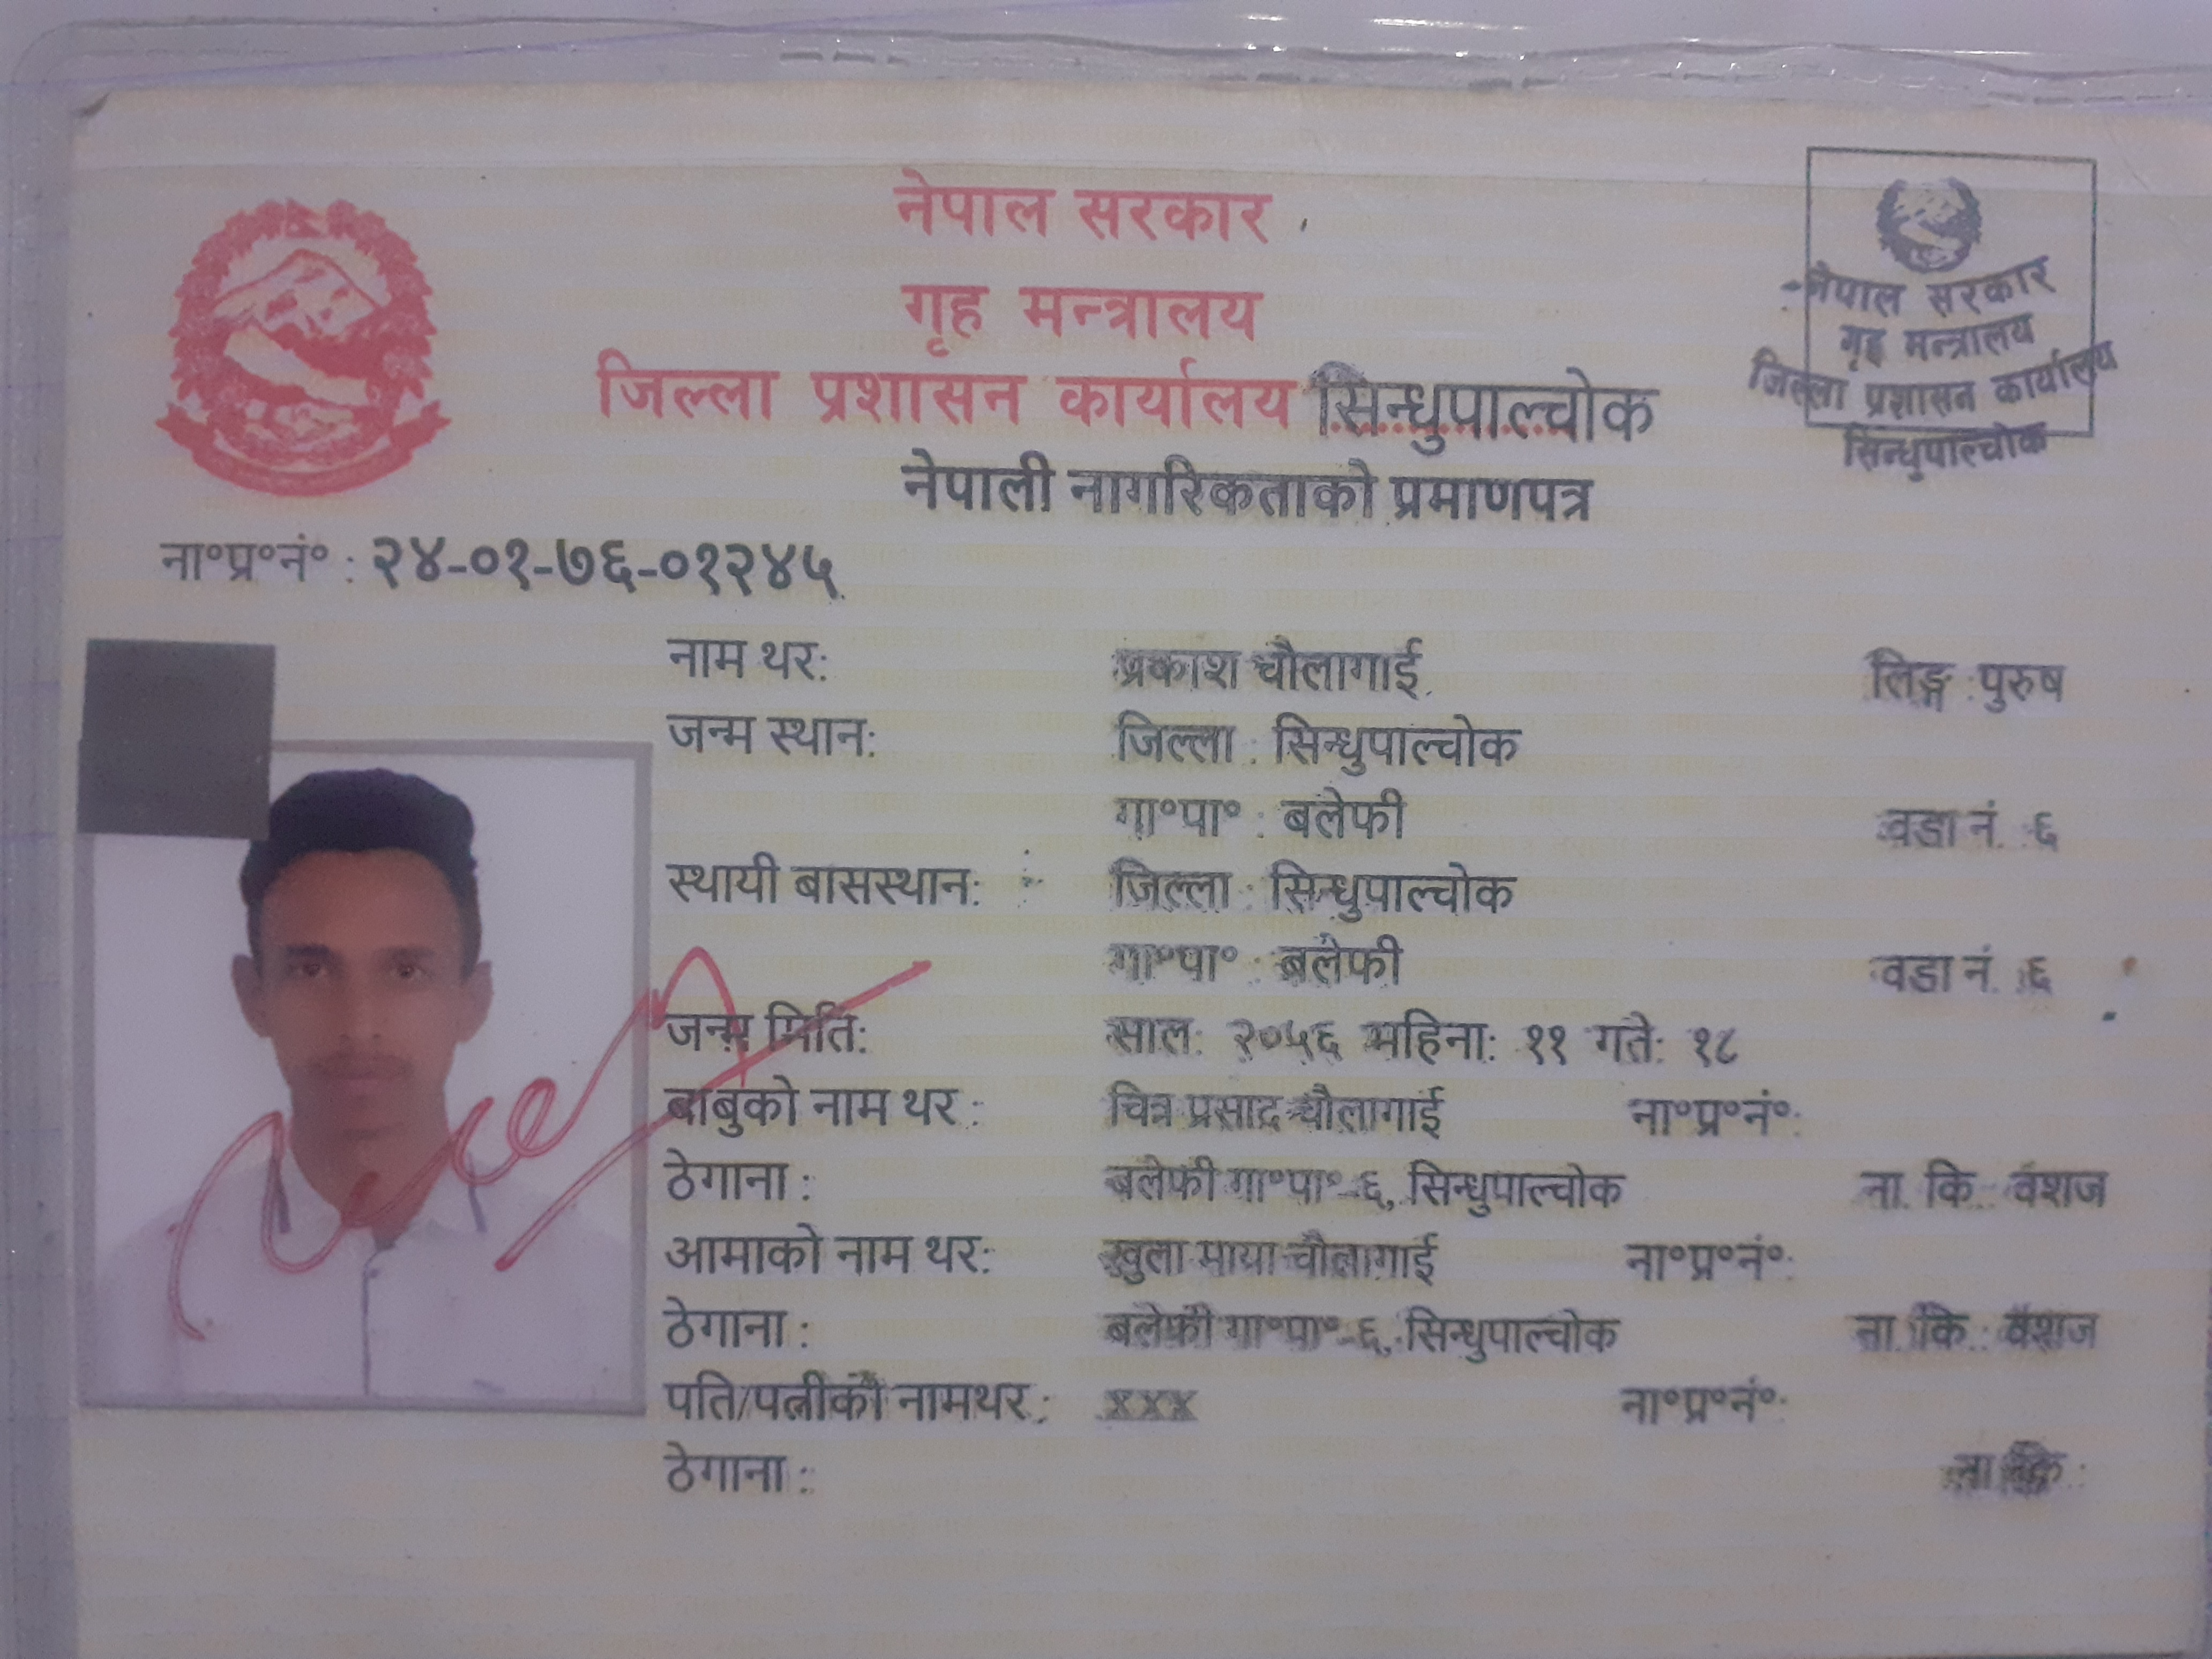 नेपाल सरकार
गृह मन्त्रालय
जिल्ला प्रशासन कार्यालय सिन्धुपाल्चोक
नेपाली नागरिकताको प्रमाणपत्र
नेपाल सरकार
गृह मन्त्रालय
जिल्ला प्रशासन कार्यालय
सिन्धुपाल्चोक
ना॰प्र॰नं॰ : २४-०१-७६-०१२४५
नाम थर: प्रकाश चौलागाईं लिङ्ग : पुरुष
जन्म स्थान: जिल्ला : सिन्धुपाल्चोक
गा॰पा॰ : बलेफी वडा नं. : ६
स्थायी बासस्थान: जिल्ला : सिन्धुपाल्चोक
गा॰पा॰ : बलेफी वडा नं : ६
जन्म मिति: साल: २०५६ महिना: ११ गते: १८
बाबुको नाम थर : चित्र प्रसाद चौलागाईं ना॰प्र॰नं॰:
ठेगाना : बलेफी गा॰पा॰-६, सिन्धुपाल्चोक ना. कि : वंशज
आमाको नाम थर: खुला माया चौलागाईं ना॰प्र॰नं॰:
ठेगाना : बलेफी गा॰पा॰-६, सिन्धुपाल्चोक ना. कि : वंशज
पति/पत्नीको नामथर : xxx ना॰प्र॰नं॰:
ठेगाना : ना.कि :